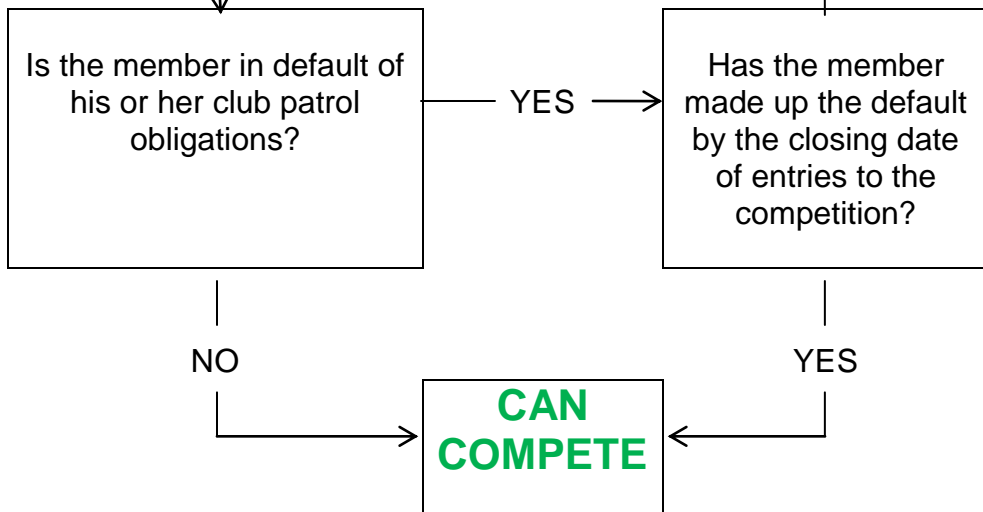 Is the member in default of
his or her club patrol
obligations?
YES
Has the member
made up the default
by the closing date
of entries to the
competition?
NO
YES
CAN
COMPETE